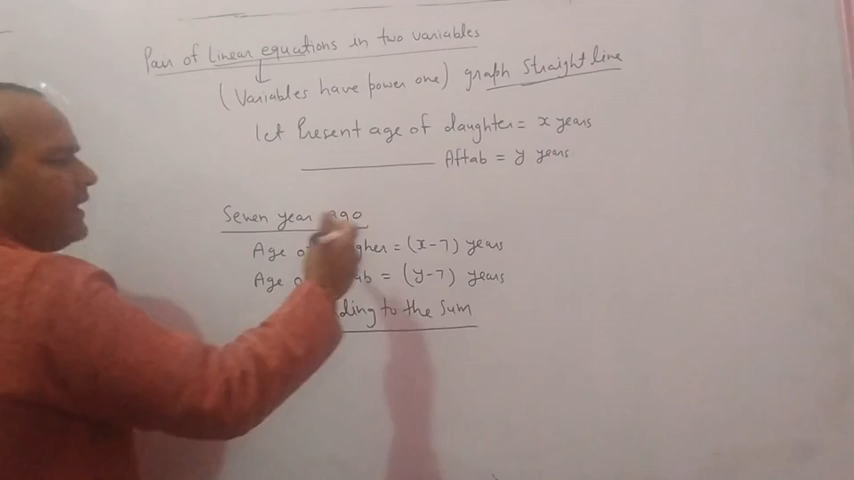 Pair of Linear equations in two variables
(Variables have power one) graph straight line
Let Present age of daughter = x years
Aftab = y years
Seven year ago
Age = (x-7) years
Age = (y-7) years
to the Sum